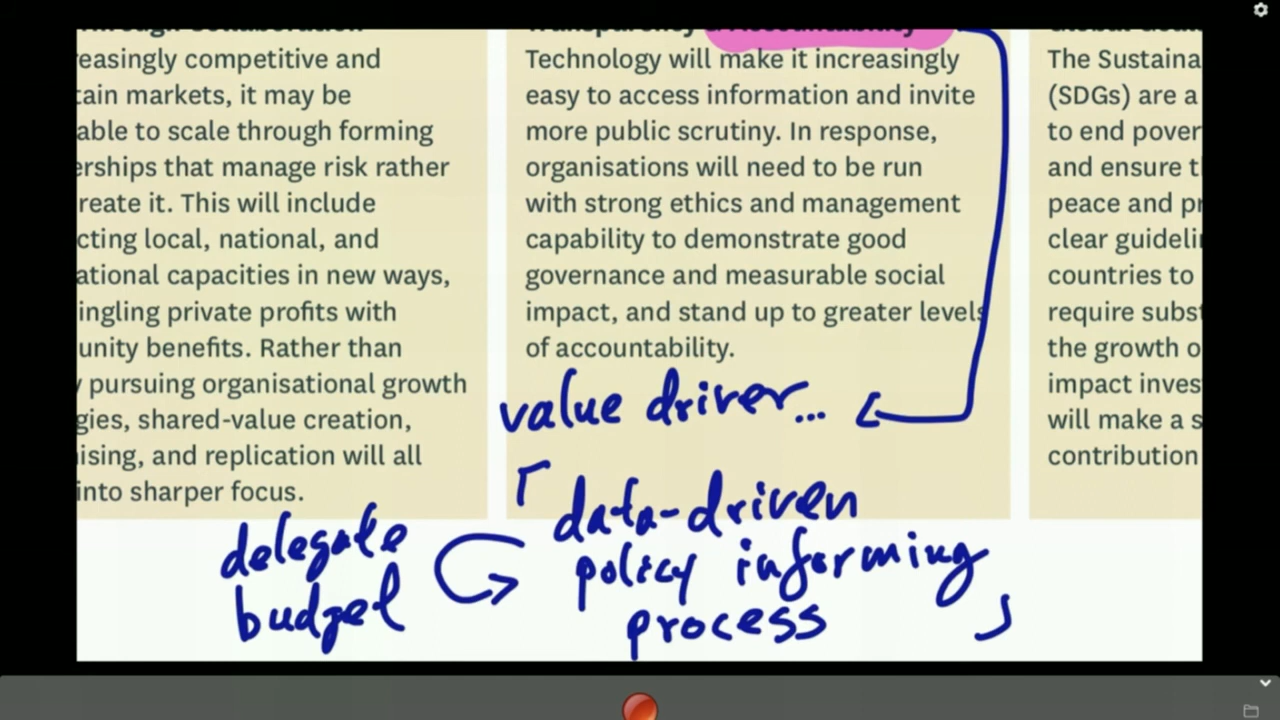 reasingly competitive and
tain markets, it may be
able to scale through forming
erships that manage risk rather
reate it. This will include
cting local, national, and
ational capacities in new ways,
ingling private profits with
unity benefits. Rather than
y pursuing organisational growth
gies, shared-value creation,
ising, and replication will all
into sharper focus.
Technology will make it increasingly
easy to access information and invite
more public scrutiny. In response,
organisations will need to be run
with strong ethics and management
capability to demonstrate good
governance and measurable social
impact, and stand up to greater levels
of accountability.
The Sustaina
(SDGs) are a
to end pover
and ensure t
peace and pr
clear guideli
countries to
require subst
the growth o
impact inves
will make a s
contribution
value driver...
data-driven
policy informing
process
delegate
budget